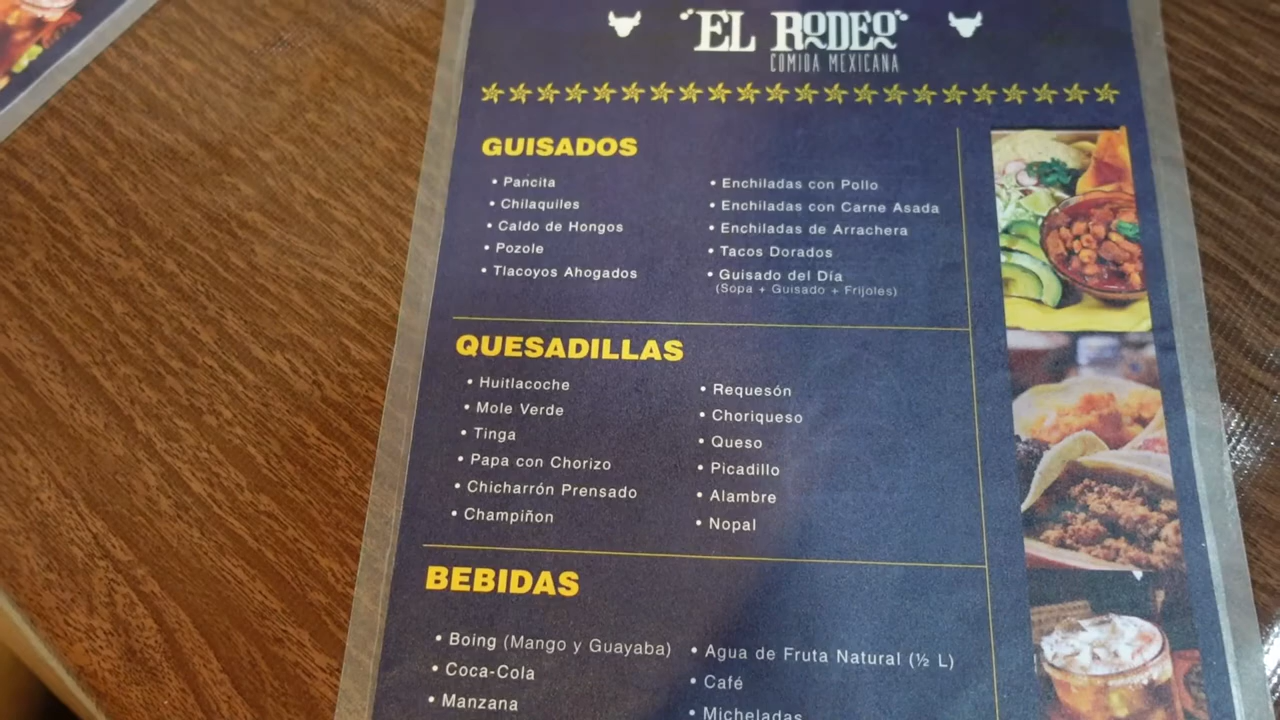 EL RODEO
COMIDA MEXICANA
GUISADOS
• Pancita
• Chilaquiles
• Caldo de Hongos
• Pozole
• Tlacoyos Ahogados
• Enchiladas con Pollo
• Enchiladas con Carne Asada
• Enchiladas de Arrachera
• Tacos Dorados
• Guisado del Día
(Sopa + Guisado + Frijoles)
QUESADILLAS
• Huitlacoche
• Mole Verde
• Tinga
• Papa con Chorizo
• Chicharrón Prensado
• Champiñon
• Requesón
• Choriqueso
• Queso
• Picadillo
• Alambre
• Nopal
BEBIDAS
• Boing (Mango y Guayaba)
• Coca-Cola
• Manzana
• Agua de Fruta Natural (½ L)
• Café
• Micheladas